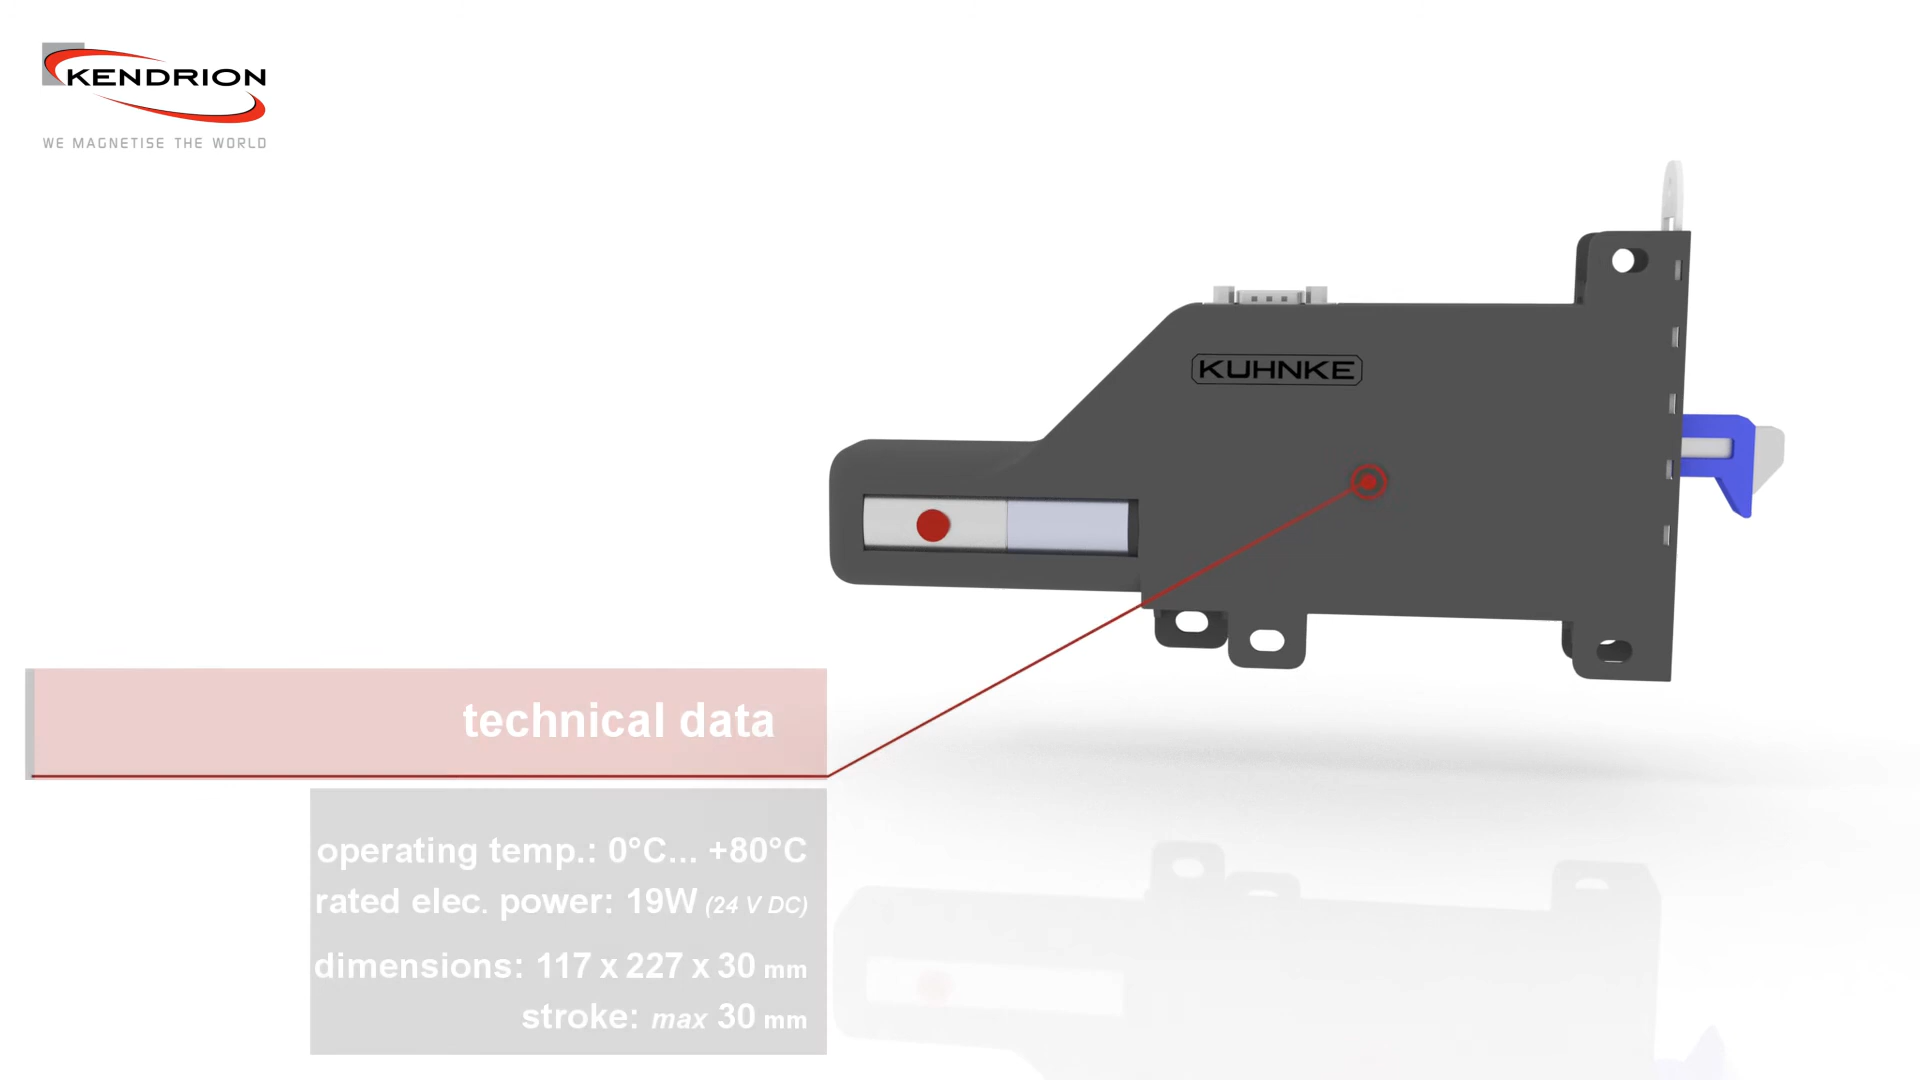 KENDRION
WE MAGNETISE THE WORLD
KUHNKE
technical data
operating temp.: 0°C... +80°C
rated elec. power: 19W (24 V DC)
dimensions: 117 x 227 x 30 mm
stroke: max 30 mm